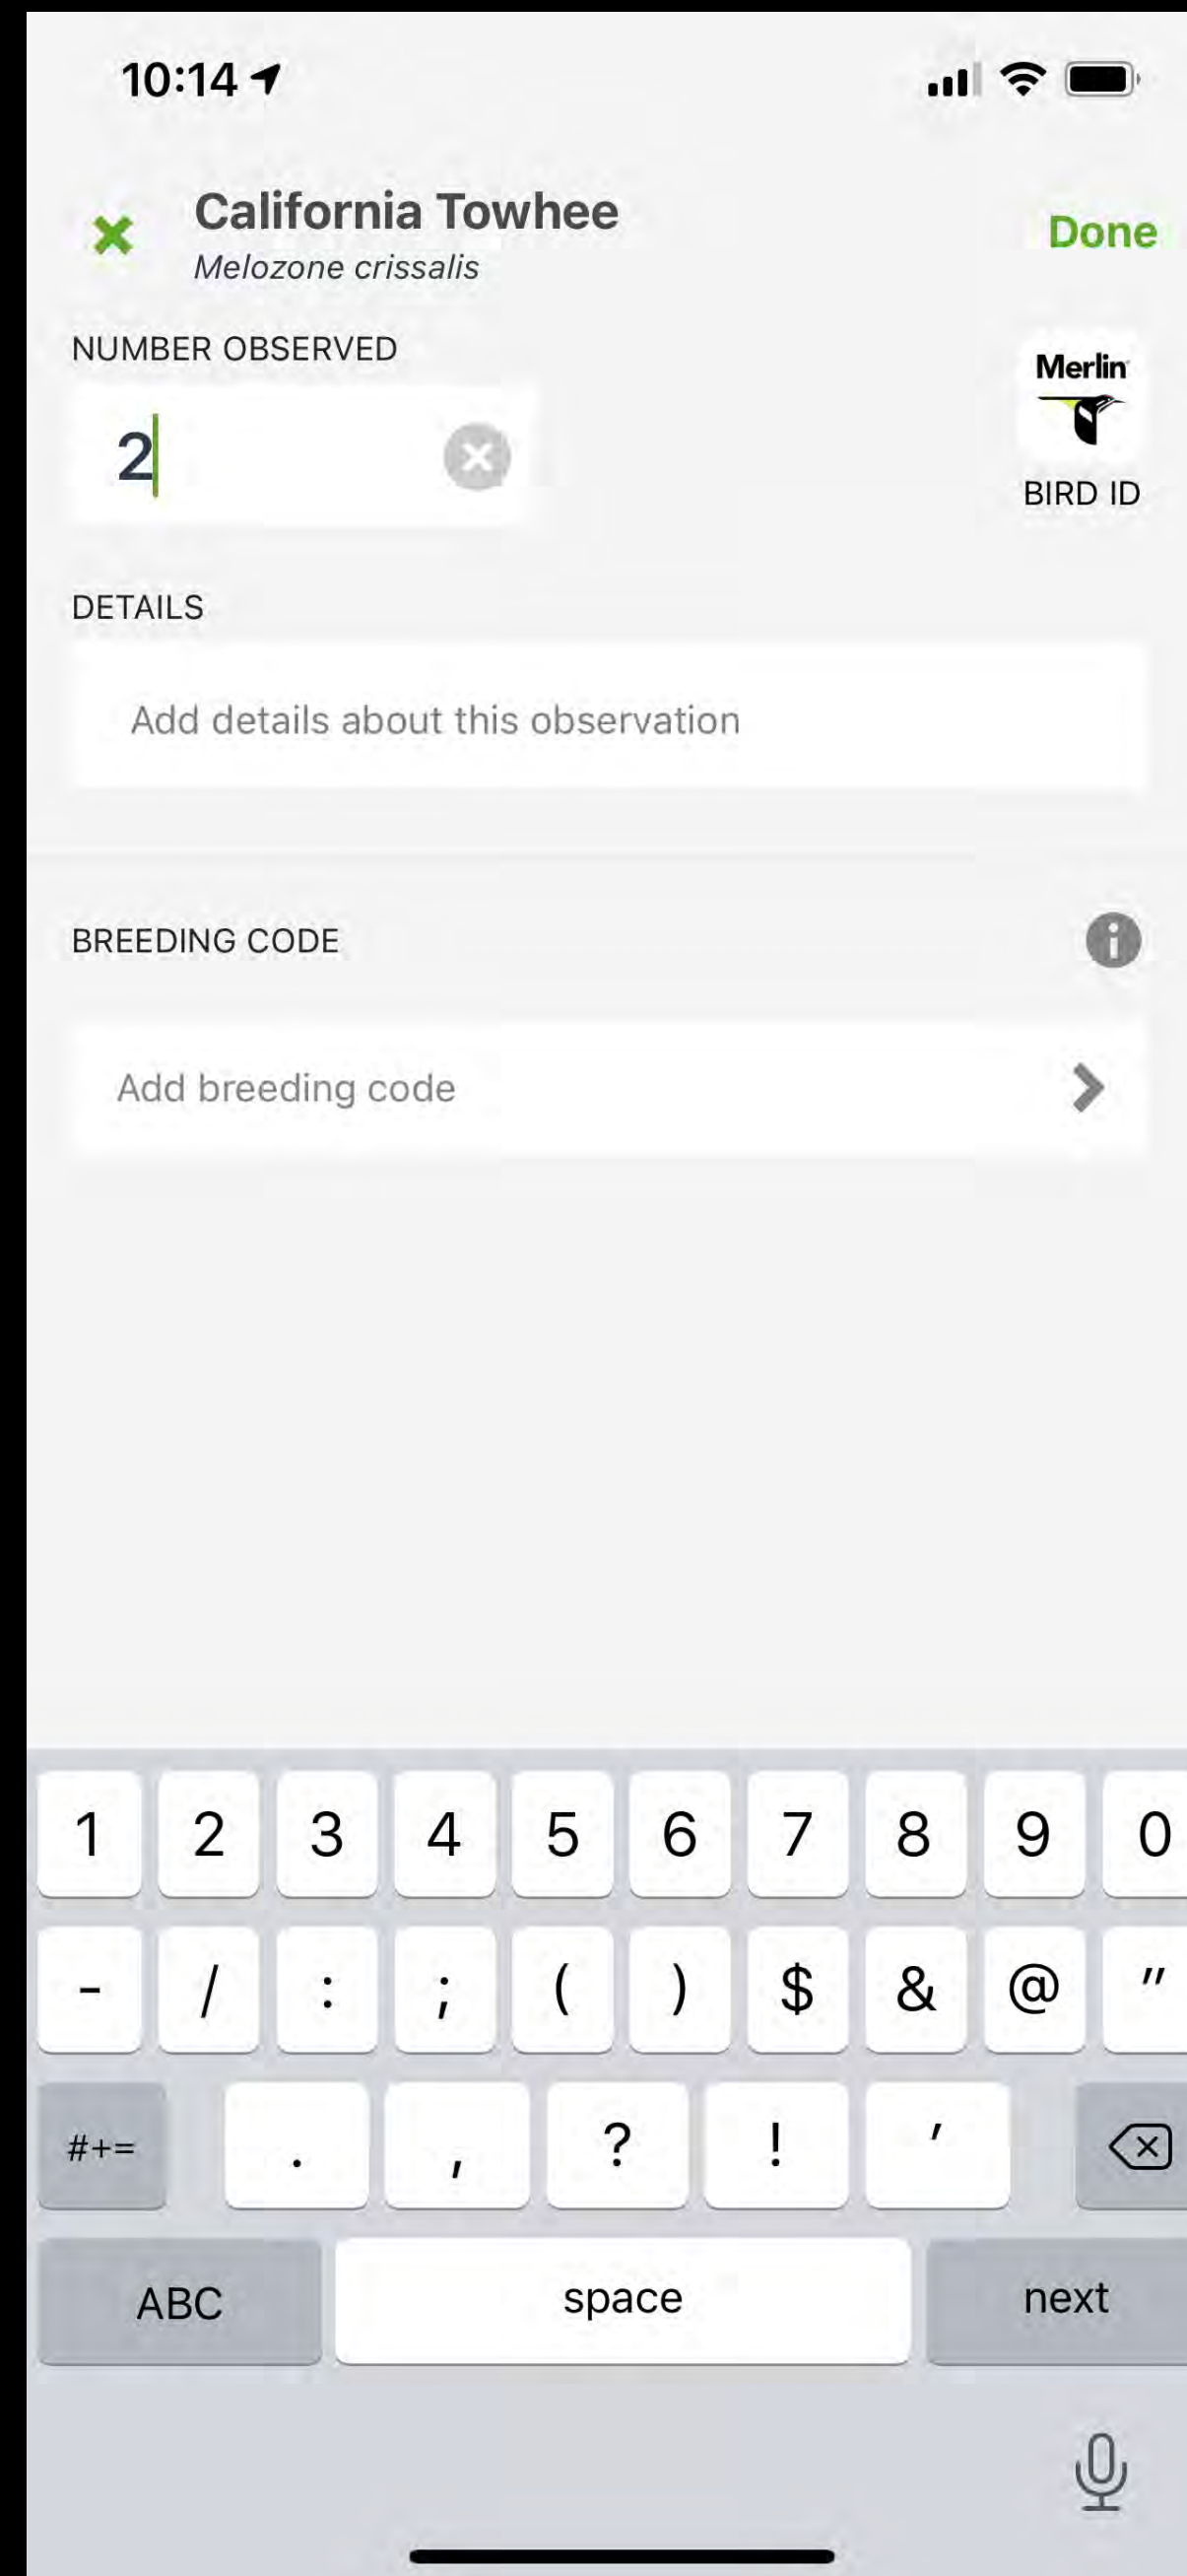 10:14
California Towhee
Done
Melozone crissalis
NUMBER OBSERVED
Merlin
2
BIRD ID
DETAILS
Add details about this observation
BREEDING CODE
Add breeding code
1 2 3 4 5 6 7 8 9 0
- / : ; ( ) $ & @ "
#+= . , ? ! '
ABC space next